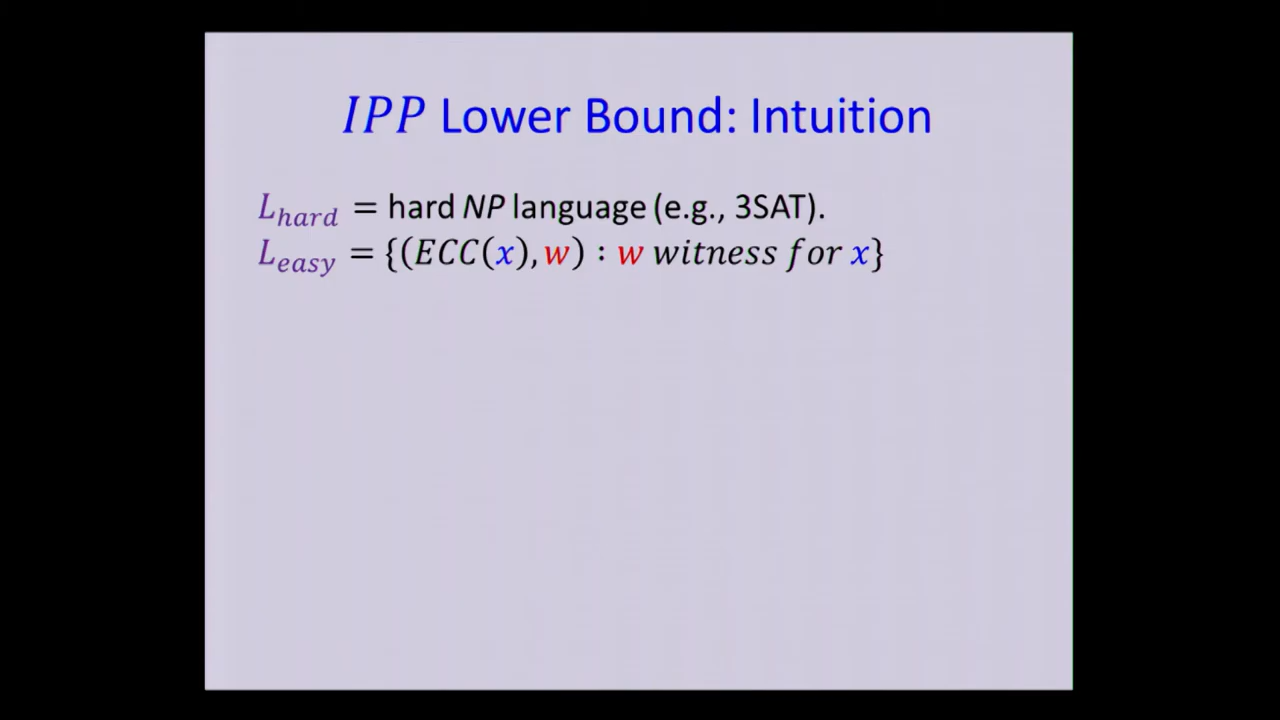 IPP Lower Bound: Intuition
L_hard = hard NP language (e.g., 3SAT).
L_easy = {(ECC(x), w) : w witness for x}